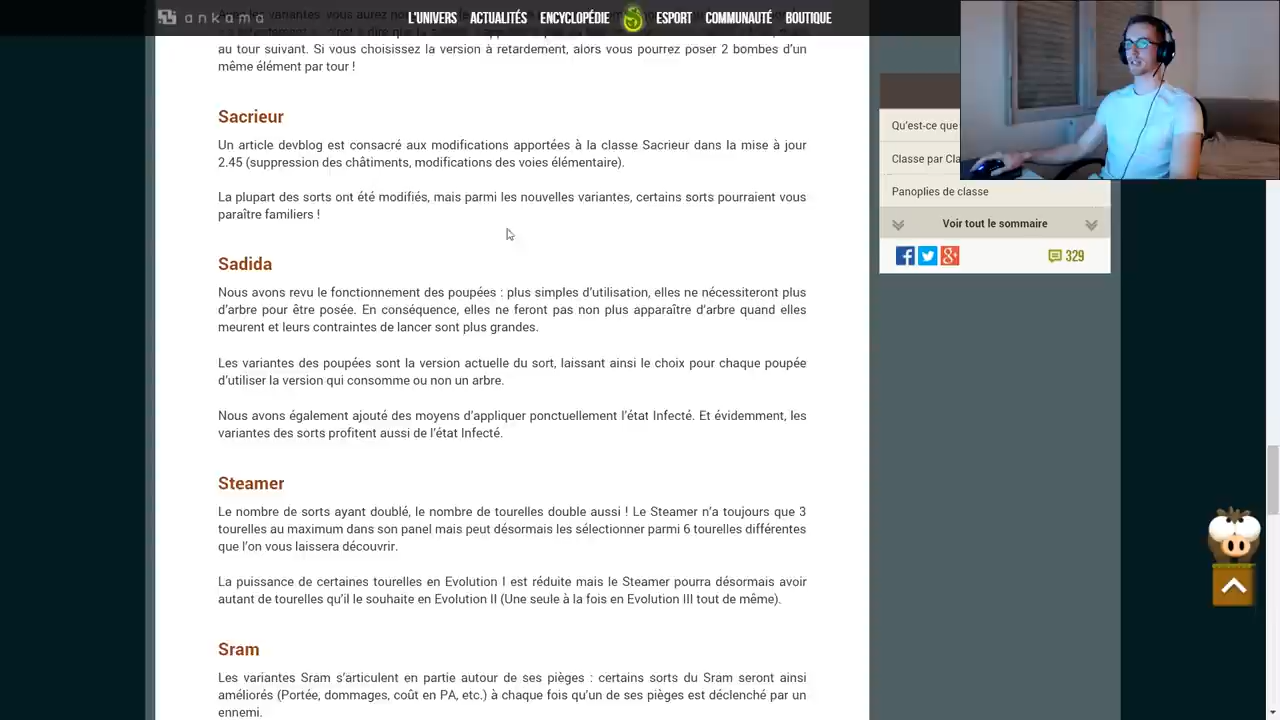 ankama
L'UNIVERS ACTUALITÉS ENCYCLOPÉDIE ESPORT COMMUNAUTÉ BOUTIQUE
au tour suivant. Si vous choisissez la version à retardement, alors vous pourrez poser 2 bombes d'un
même élément par tour !
Sacrieur
Un article devblog est consacré aux modifications apportées à la classe Sacrieur dans la mise à jour
2.45 (suppression des châtiments, modifications des voies élémentaire).
La plupart des sorts ont été modifiés, mais parmi les nouvelles variantes, certains sorts pourraient vous
paraître familiers !
Sadida
Nous avons revu le fonctionnement des poupées : plus simples d'utilisation, elles ne nécessiteront plus
d'arbre pour être posée. En conséquence, elles ne feront pas non plus apparaître d'arbre quand elles
meurent et leurs contraintes de lancer sont plus grandes.
Les variantes des poupées sont la version actuelle du sort, laissant ainsi le choix pour chaque poupée
d'utiliser la version qui consomme ou non un arbre.
Nous avons également ajouté des moyens d'appliquer ponctuellement l'état Infecté. Et évidemment, les
variantes des sorts profitent aussi de l'état Infecté.
Steamer
Le nombre de sorts ayant doublé, le nombre de tourelles double aussi ! Le Steamer n'a toujours que 3
tourelles au maximum dans son panel mais peut désormais les sélectionner parmi 6 tourelles différentes
que l'on vous laissera découvrir.
La puissance de certaines tourelles en Evolution I est réduite mais le Steamer pourra désormais avoir
autant de tourelles qu'il le souhaite en Evolution II (Une seule à la fois en Evolution III tout de même).
Sram
Les variantes Sram s'articulent en partie autour de ses pièges : certains sorts du Sram seront ainsi
améliorés (Portée, dommages, coût en PA, etc.) à chaque fois qu'un de ses pièges est déclenché par un
ennemi.
Qu'est-ce que
Classe par Cla
Panoplies de classe
Voir tout le sommaire
329